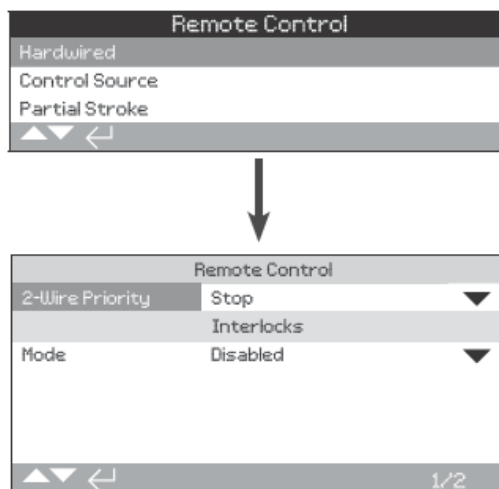 Remote Control
Hardwired
Control Source
Partial Stroke
Remote Control
2-Wire Priority Stop
Interlocks
Mode Disabled
1/2